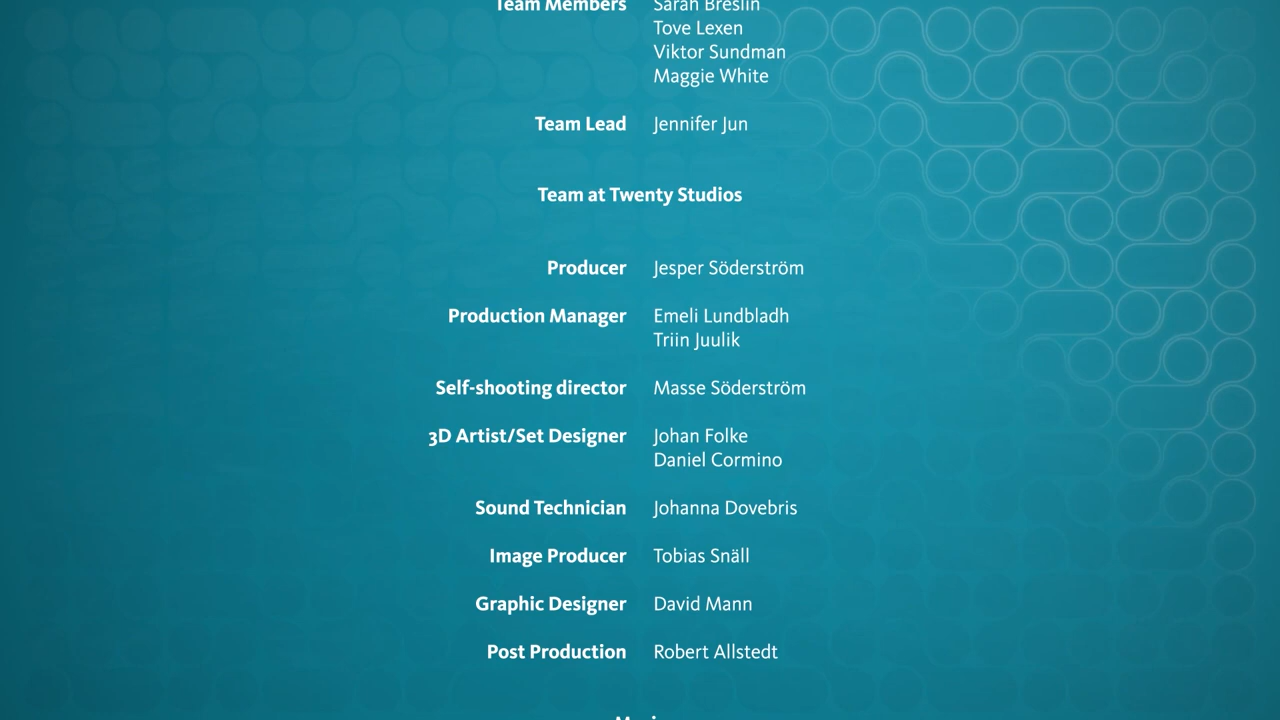 Team Members Sarah Breslin
Tove Lexen
Viktor Sundman
Maggie White
Team Lead Jennifer Jun
Team at Twenty Studios
Producer Jesper Söderström
Production Manager Emeli Lundbladh
Triin Juulik
Self-shooting director Masse Söderström
3D Artist/Set Designer Johan Folke
Daniel Cormino
Sound Technician Johanna Dovebris
Image Producer Tobias Snäll
Graphic Designer David Mann
Post Production Robert Allstedt